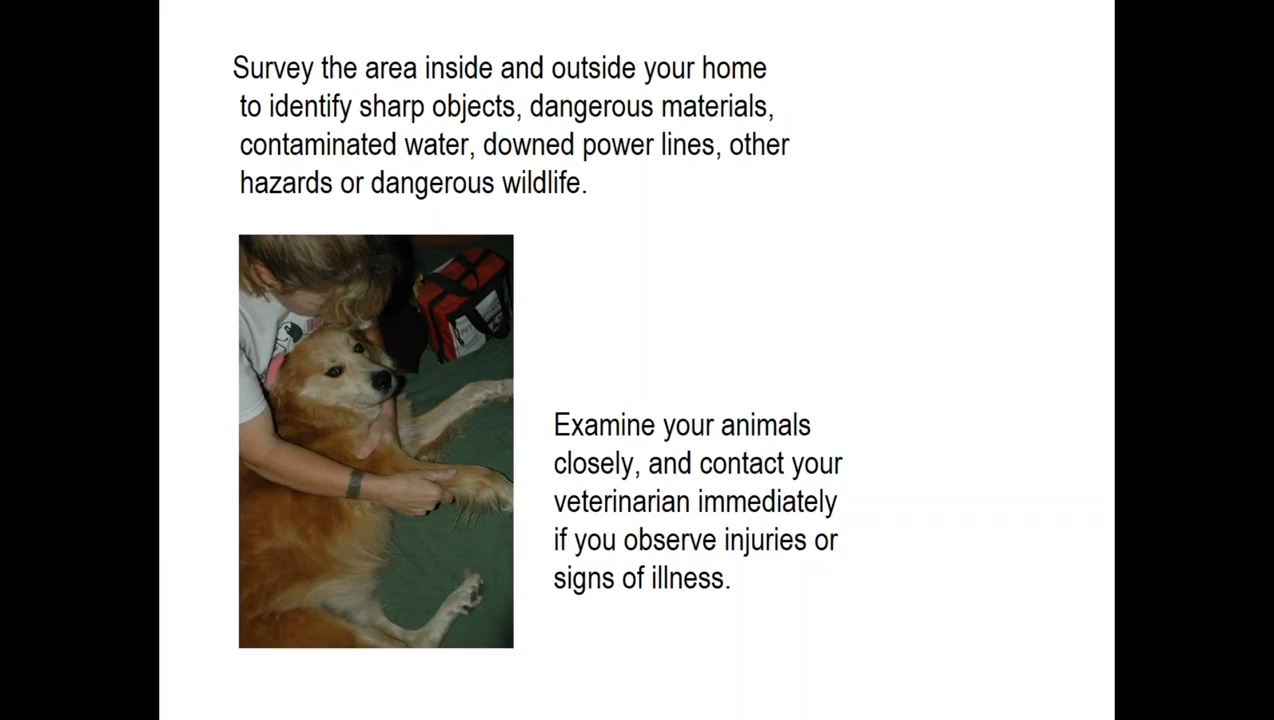 Survey the area inside and outside your home
to identify sharp objects, dangerous materials,
contaminated water, downed power lines, other
hazards or dangerous wildlife.
Examine your animals
closely, and contact your
veterinarian immediately
if you observe injuries or
signs of illness.